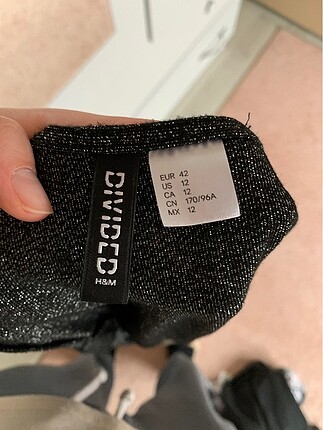 DIVIDED
H&M
EUR 42
US 12
CA 12
CN 170/96A
MX 12